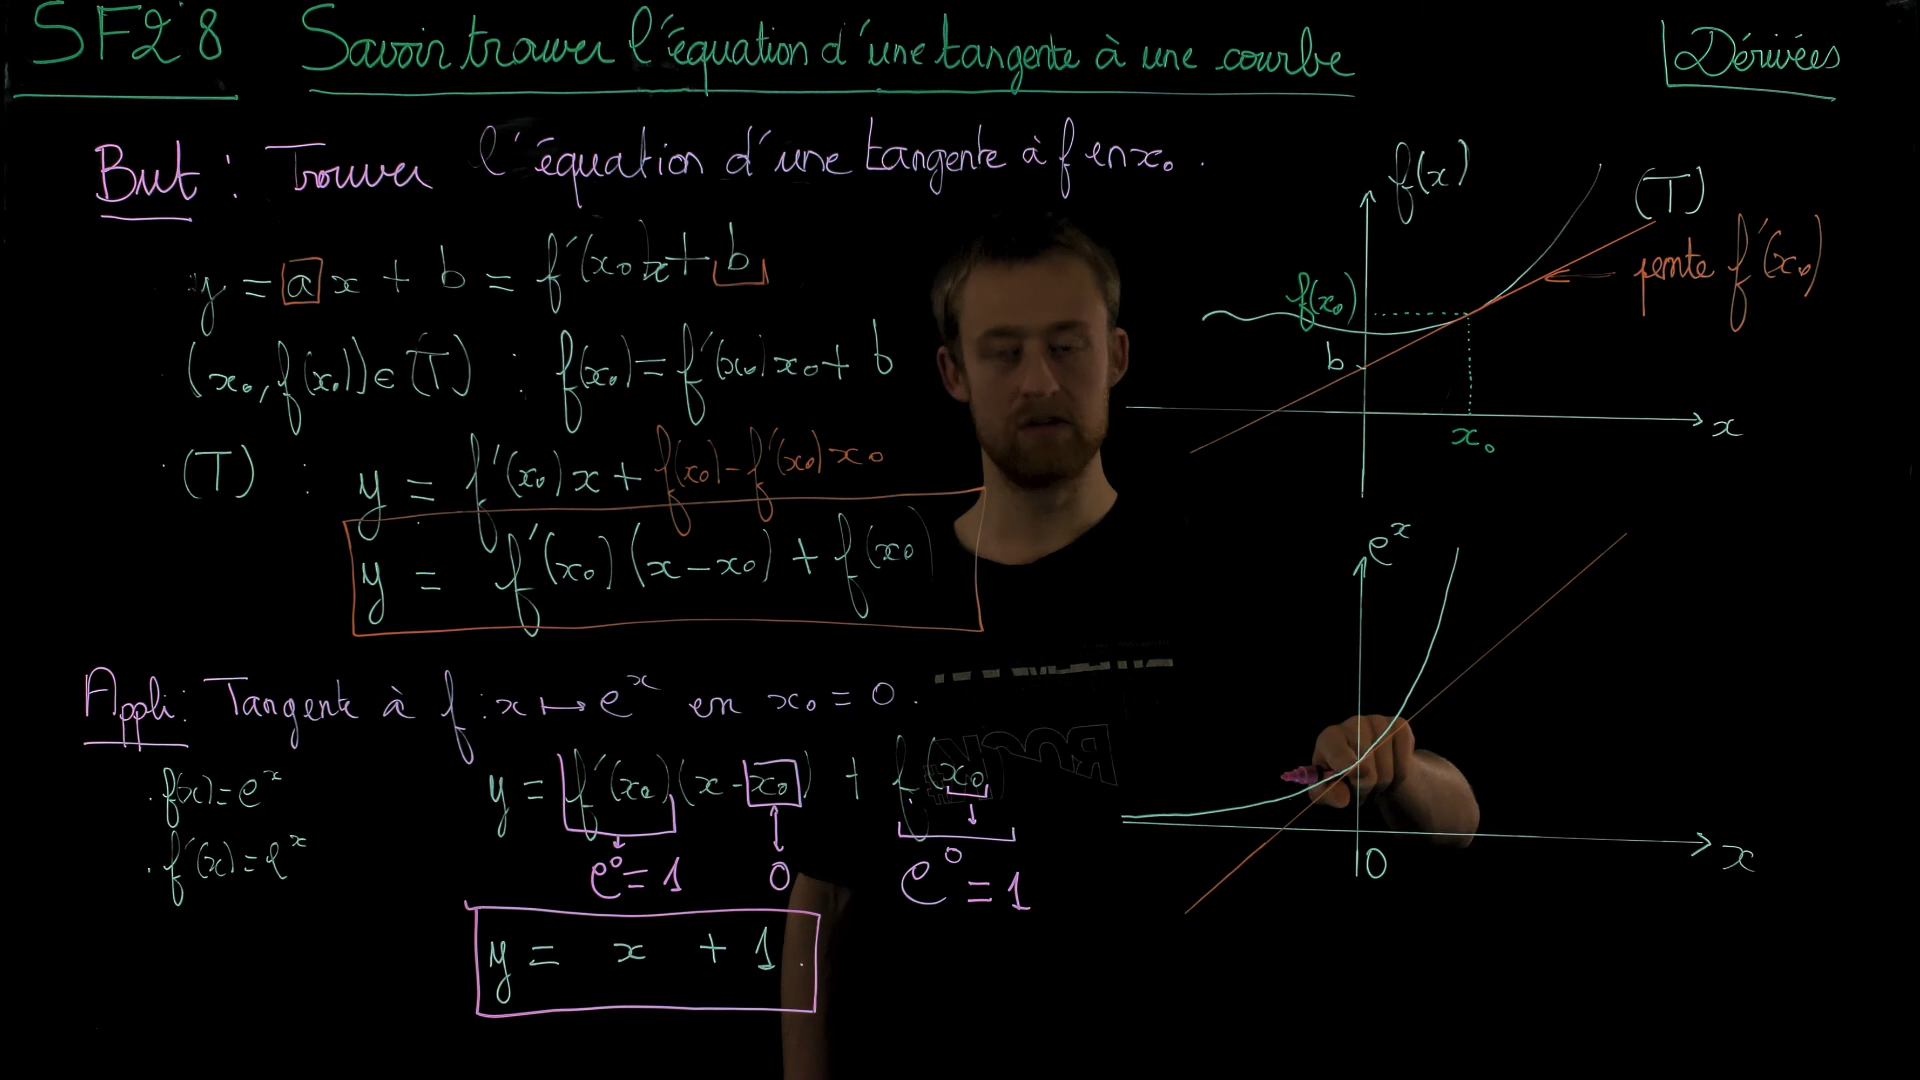 SF28 Savoir trouver l'équation d'une tangente à une courbe
Dérivées
But : Trouver l'équation d'une tangente à f en x₀.
y = a x + b = f'(x₀)x + b
(x₀, f(x₀)) ∈ (T) : f(x₀) = f'(x₀)x₀ + b
(T) : y = f'(x₀)x + f(x₀) - f'(x₀)x₀
y = f'(x₀)(x - x₀) + f(x₀)
f(x)
(T)
pente f'(x₀)
f(x₀)
b
x
x₀
Appli : Tangente à f : x ↦ eˣ en x₀ = 0.
. f(x) = eˣ
. f'(x) = eˣ
y = f'(x₀)(x - x₀) + f(x₀)
e⁰ = 1 0 e⁰ = 1
y = x + 1.
eˣ
x
0